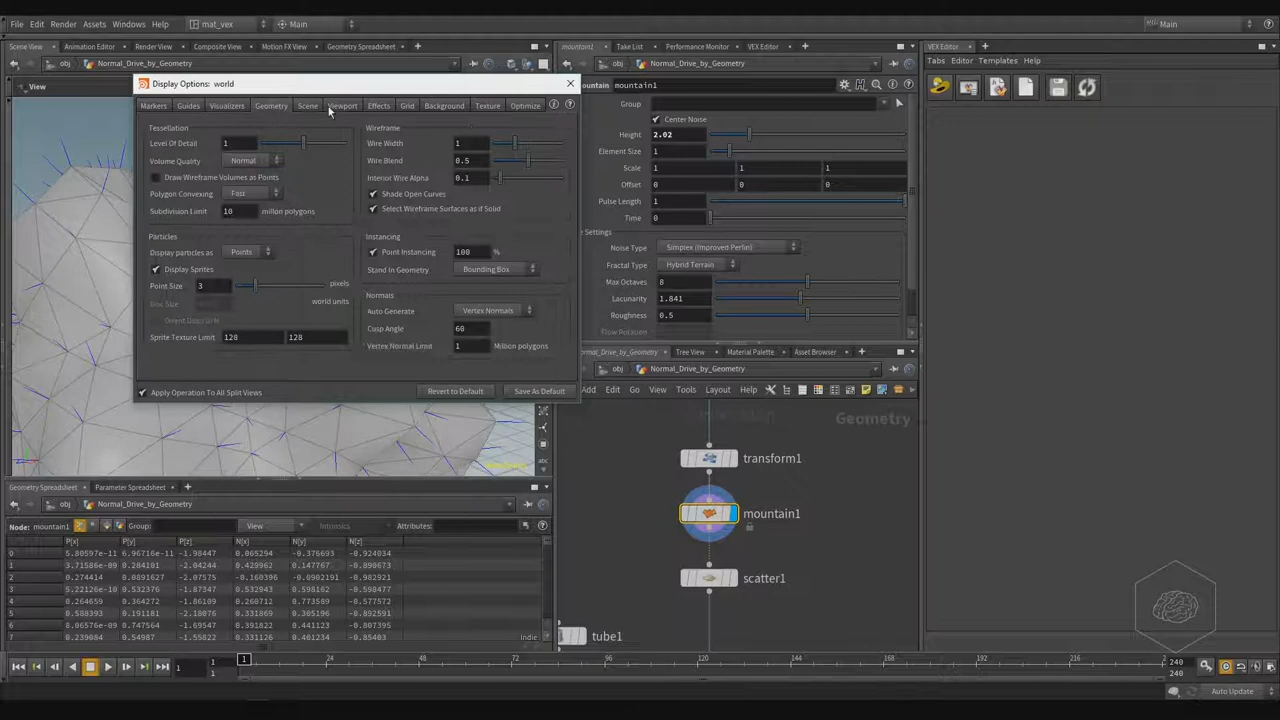 File Edit Render Assets Windows Help mat_vex Main Main
Scene View Animation Editor Render View Composite View Motion FX View Geometry Spreadsheet
obj Normal_Drive_by_Geometry
View
Display Options: world
Markers Guides Visualizers Geometry Scene Viewport Effects Grid Background Texture Optimize
Tessellation
Level Of Detail 1
Volume Quality Normal
Draw Wireframe Volumes as Points
Polygon Convexing Fast
Subdivision Limit 10 million polygons
Particles
Display particles as Points
Display Sprites
Point Size 3 pixels
world units
Sprite Texture Limit 128 128
Wireframe
Wire Width 1
Wire Blend 0.5
Interior Wire Alpha 0.1
Shade Open Curves
Select Wireframe Surfaces as if Solid
Instancing
Point Instancing 100 %
Stand In Geometry Bounding Box
Normals
Auto Generate Vertex Normals
Cusp Angle 60
Vertex Normal Limit 1 Million polygons
Apply Operation To All Split Views Revert to Default Save As Default
mountain1 Take List Performance Monitor VEX Editor
obj Normal_Drive_by_Geometry
mountain mountain1
Group
Center Noise
Height 2.02
Element Size 1
Scale 1 1 1
Offset 0 0 0
Pulse Length 1
Time 0
e Settings
Noise Type Simplex (Improved Perlin)
Fractal Type Hybrid Terrain
Max Octaves 8
Lacunarity 1.841
Roughness 0.5
Flow Rotation
ormal_Drive_by_Geometry Tree View Material Palette Asset Browser
obj Normal_Drive_by_Geometry
Add Edit Go View Tools Layout Help
Geometry
transform1
mountain1
scatter1
tube1
VEX Editor
Tabs Editor Templates Help
abc
Geometry Spreadsheet Parameter Spreadsheet
obj Normal_Drive_by_Geometry
Node: mountain1 Group: View Intrinsics Attributes:
P[x] P[y] P[z] N[x] N[y] N[z]
0 5.80597e-11 6.96716e-11 -1.98447 0.065294 -0.376693 -0.924034
1 3.71586e-09 0.284101 -2.04244 0.429962 0.147767 -0.890673
2 0.274414 0.0891627 -2.07575 -0.160396 -0.0902191 -0.982921
3 5.22126e-10 0.532376 -1.87347 0.532943 0.598162 -0.598477
4 0.264659 0.364272 -1.86109 0.260712 0.773589 -0.577572
5 0.588393 0.191181 -2.18076 0.331869 0.305196 -0.892591
6 8.06576e-09 0.747564 -1.69547 0.391822 0.441123 -0.807395
7 0.239084 0.54987 -1.55822 0.331126 0.401234 -0.85403
Indie
1 1 1 1 24 48 72 96 120 144 168 192 216 240 240
Auto Update